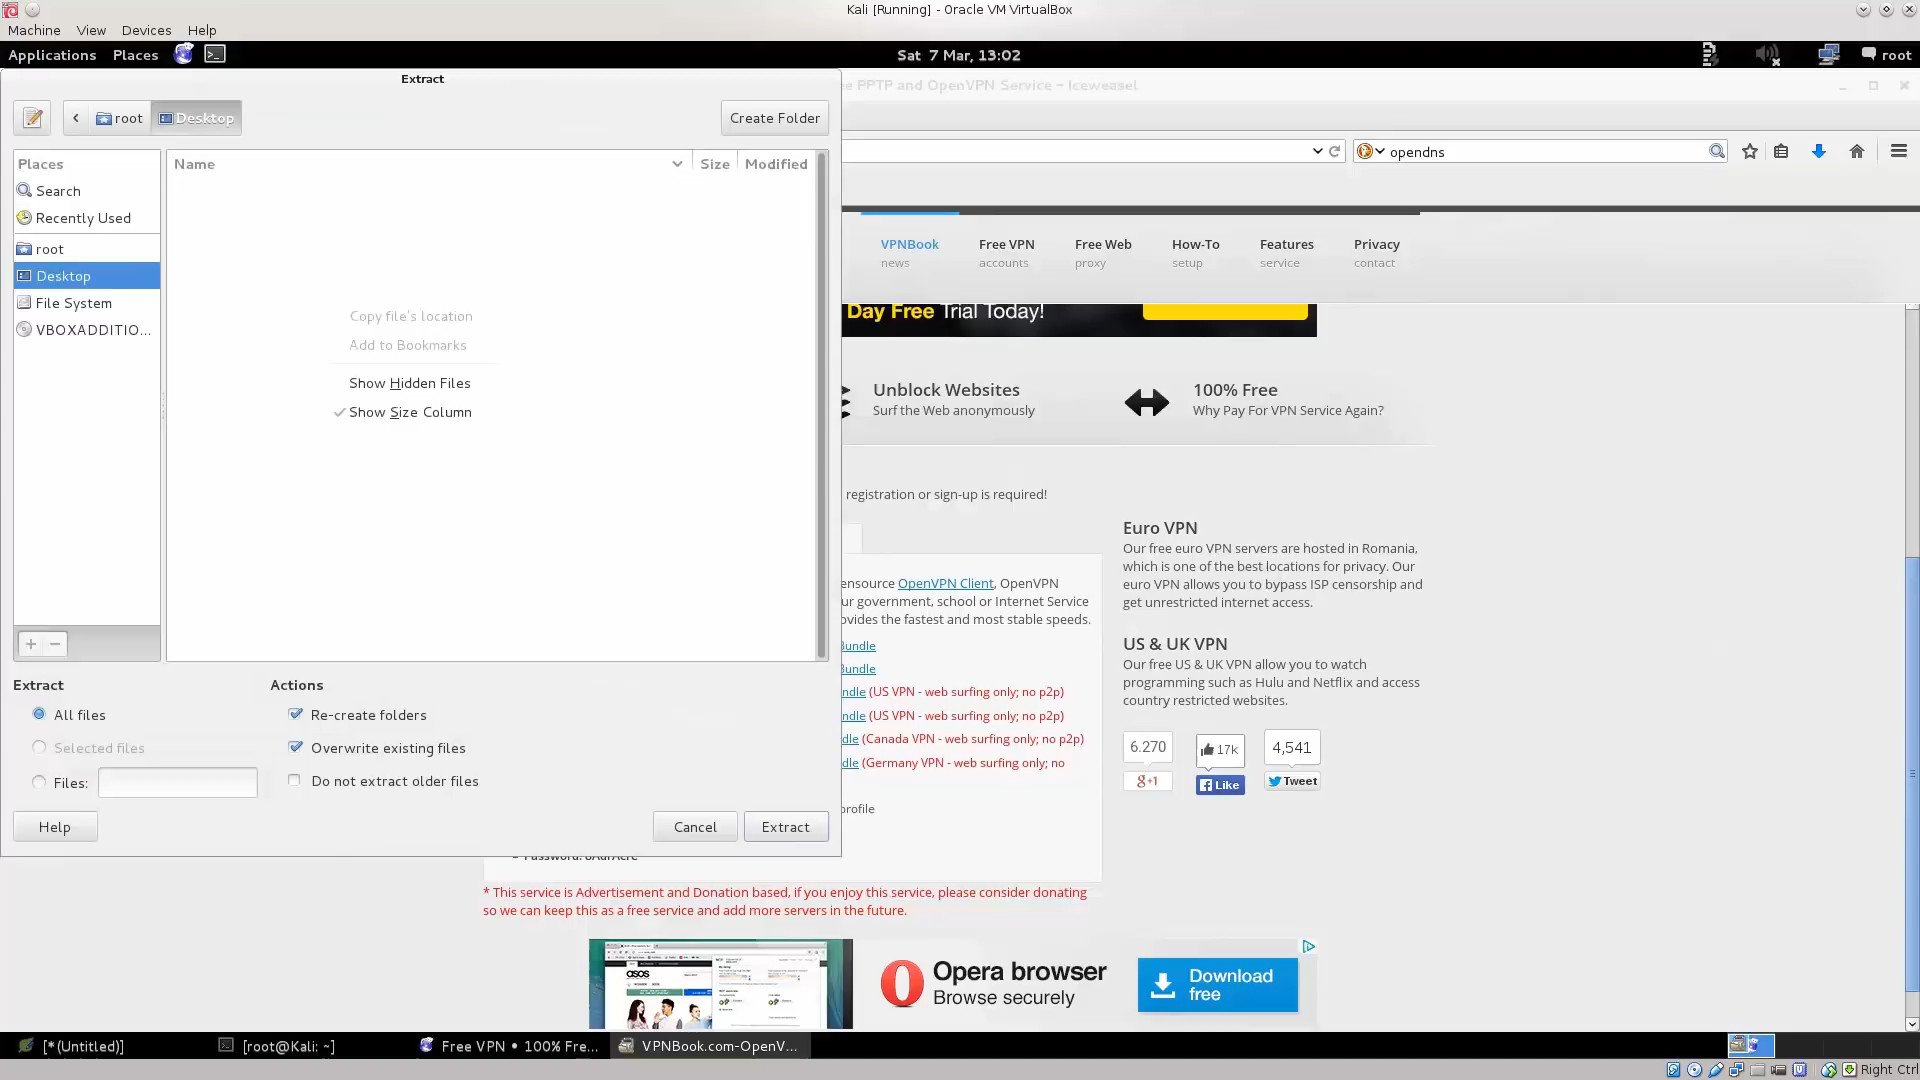 Kali [Running] - Oracle VM VirtualBox
Machine View Devices Help
Applications Places
Sat 7 Mar, 13:02
root
Extract
e PPTP and OpenVPN Service - Iceweasel
root
Desktop
Create Folder
opendns
Places
Name
Size
Modified
Search
Recently Used
root
Desktop
File System
VBOXADDITIO...
Copy file's location
Add to Bookmarks
Show Hidden Files
Show Size Column
VPNBook
news
Free VPN
accounts
Free Web
proxy
How-To
setup
Features
service
Privacy
contact
Day Free Trial Today!
Unblock Websites
Surf the Web anonymously
100% Free
Why Pay For VPN Service Again?
registration or sign-up is required!
ensource OpenVPN Client, OpenVPN
ur government, school or Internet Service
ovides the fastest and most stable speeds.
Bundle
Bundle
ndle (US VPN - web surfing only; no p2p)
ndle (US VPN - web surfing only; no p2p)
dle (Canada VPN - web surfing only; no p2p)
dle (Germany VPN - web surfing only; no
profile
Euro VPN
Our free euro VPN servers are hosted in Romania,
which is one of the best locations for privacy. Our
euro VPN allows you to bypass ISP censorship and
get unrestricted internet access.
US & UK VPN
Our free US & UK VPN allow you to watch
programming such as Hulu and Netflix and access
country restricted websites.
6.270
17k
4,541
g+1
Like
Tweet
Extract
All files
Selected files
Files:
Actions
Re-create folders
Overwrite existing files
Do not extract older files
Help
Cancel
Extract
* This service is Advertisement and Donation based, if you enjoy this service, please consider donating
so we can keep this as a free service and add more servers in the future.
asos
Opera browser
Browse securely
Download
free
[*(Untitled)]
[root@Kali: ~]
Free VPN • 100% Fre...
VPNBook.com-OpenV...
Right Ctrl